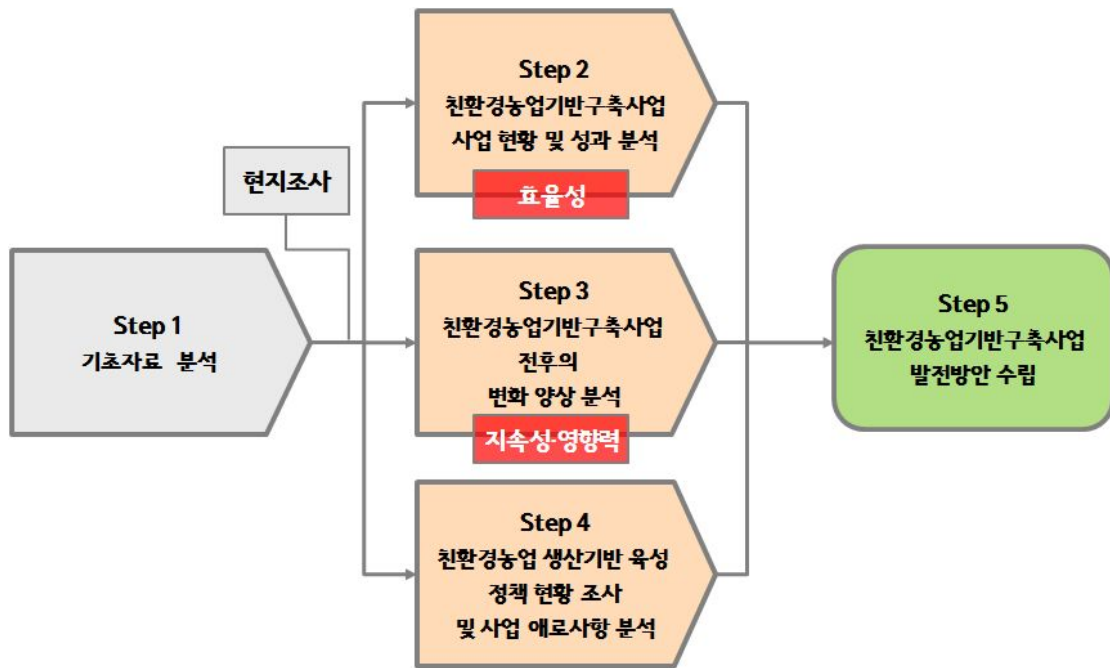 Step 1
기초자료 분석
현지조사
Step 2
친환경농업기반구축사업
사업 현황 및 성과 분석
효율성
Step 3
친환경농업기반구축사업
전후의
변화 양상 분석
지속성·영향력
Step 4
친환경농업 생산기반 육성
정책 현황 조사
및 사업 애로사항 분석
Step 5
친환경농업기반구축사업
발전방안 수립